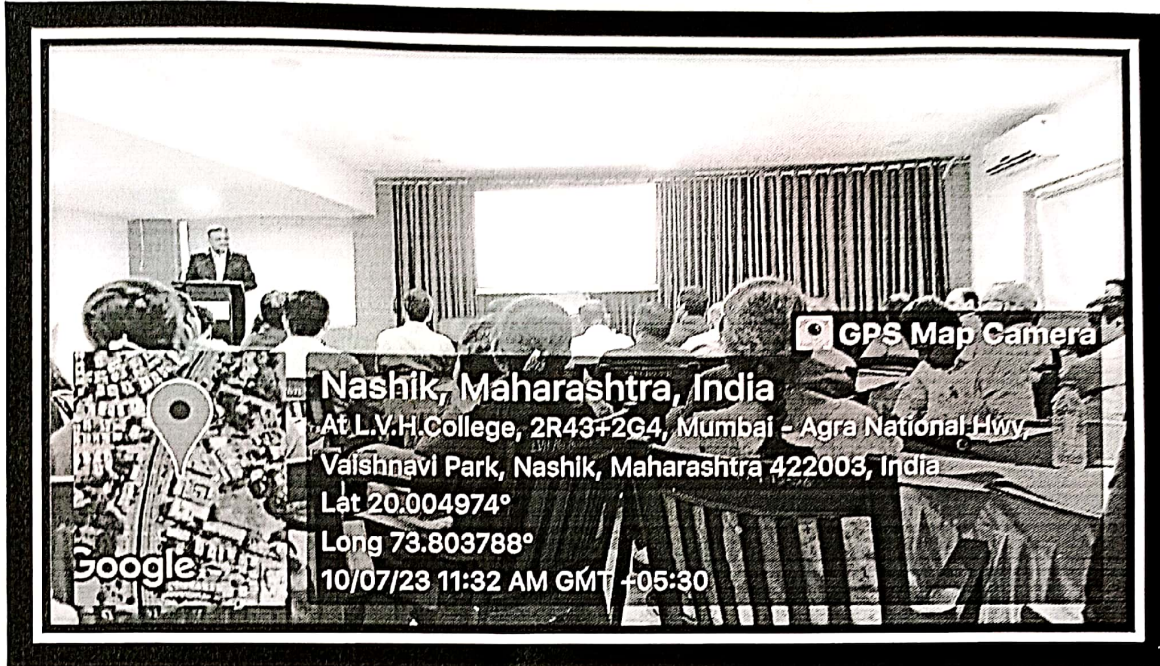 GPS Map Camera
Nashik, Maharashtra, India
At L.V.H.College, 2R43+2G4, Mumbai - Agra National Hwy,
Vaishnavi Park, Nashik, Maharashtra 422003, India
Lat 20.004974°
Long 73.803788°
10/07/23 11:32 AM GMT +05:30
Google